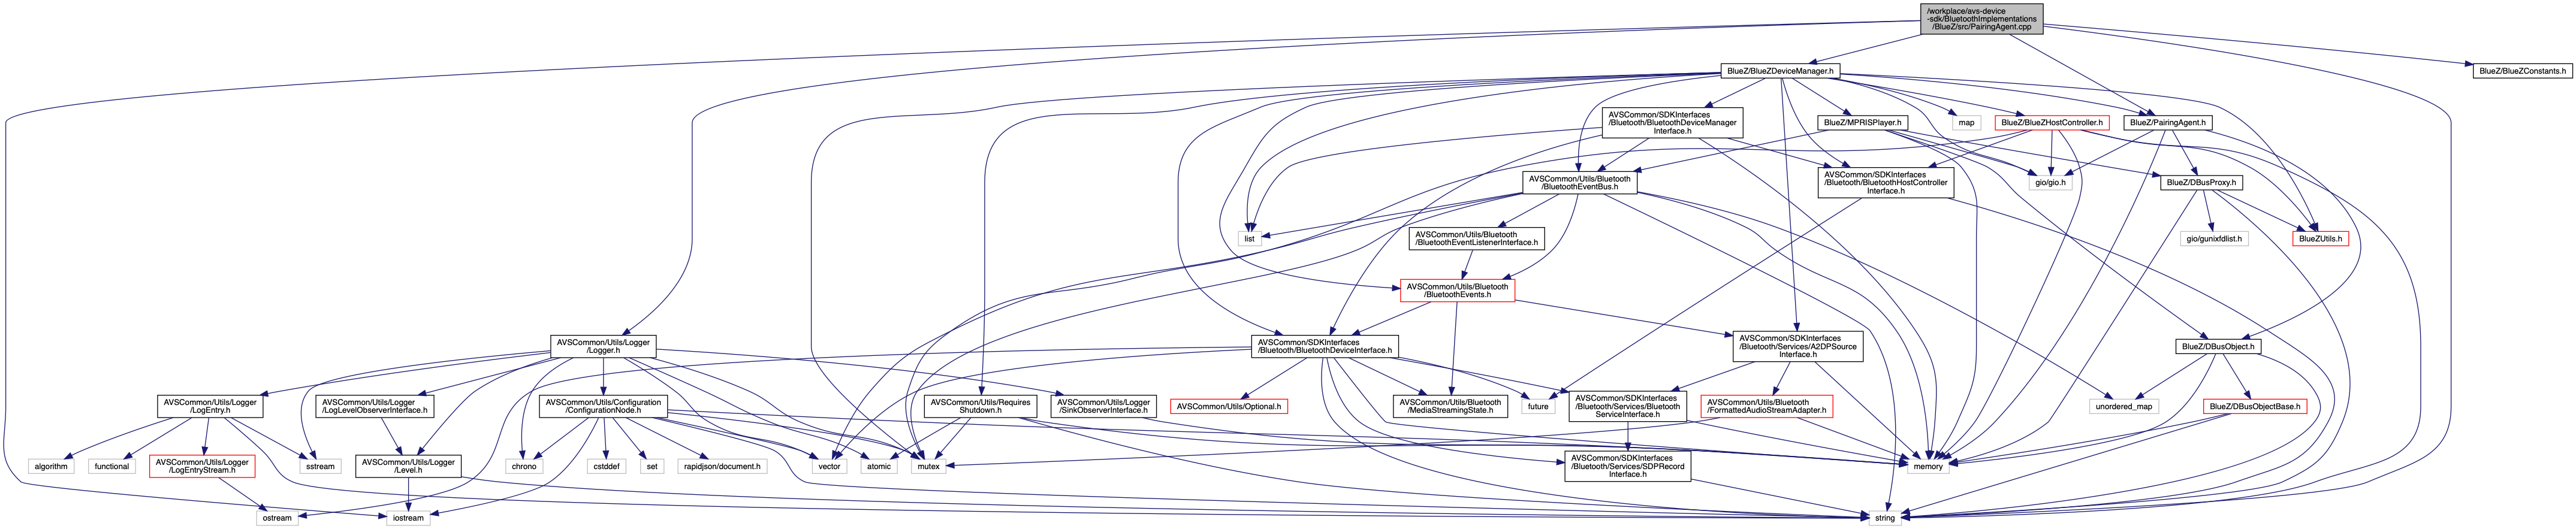 /workplace/avs-device
-sdk/BluetoothImplementations
/BlueZ/src/PairingAgent.cpp
BlueZ/BlueZDeviceManager.h
BlueZ/BlueZConstants.h
AVSCommon/SDKInterfaces
/Bluetooth/BluetoothDeviceManager
Interface.h
BlueZ/MPRISPlayer.h
map
BlueZ/BlueZHostController.h
BlueZ/PairingAgent.h
AVSCommon/Utils/Bluetooth
/BluetoothEventBus.h
AVSCommon/SDKInterfaces
/Bluetooth/BluetoothHostController
Interface.h
gio/gio.h
BlueZ/DBusProxy.h
list
AVSCommon/Utils/Bluetooth
/BluetoothEventListenerInterface.h
gio/gunixfdlist.h
BlueZUtils.h
AVSCommon/Utils/Bluetooth
/BluetoothEvents.h
AVSCommon/Utils/Logger
/Logger.h
AVSCommon/SDKInterfaces
/Bluetooth/BluetoothDeviceInterface.h
AVSCommon/SDKInterfaces
/Bluetooth/Services/A2DPSource
Interface.h
BlueZ/DBusObject.h
AVSCommon/Utils/Logger
/LogEntry.h
AVSCommon/Utils/Logger
/LogLevelObserverInterface.h
AVSCommon/Utils/Configuration
/ConfigurationNode.h
AVSCommon/Utils/Requires
Shutdown.h
AVSCommon/Utils/Logger
/SinkObserverInterface.h
AVSCommon/Utils/Optional.h
AVSCommon/Utils/Bluetooth
/MediaStreamingState.h
future
AVSCommon/SDKInterfaces
/Bluetooth/Services/Bluetooth
ServiceInterface.h
AVSCommon/Utils/Bluetooth
/FormattedAudioStreamAdapter.h
unordered_map
BlueZ/DBusObjectBase.h
algorithm
functional
AVSCommon/Utils/Logger
/LogEntryStream.h
sstream
AVSCommon/Utils/Logger
/Level.h
chrono
cstddef
set
rapidjson/document.h
vector
atomic
mutex
AVSCommon/SDKInterfaces
/Bluetooth/Services/SDPRecord
Interface.h
memory
ostream
iostream
string